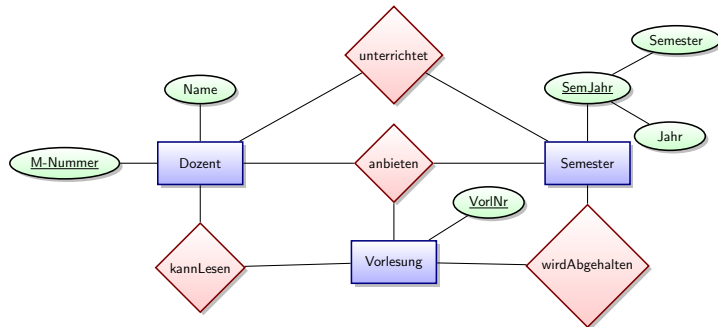 Semester
unterrichtet
Name
SemJahr
Jahr
M-Nummer
Dozent
anbieten
Semester
VorlNr
kannLesen
Vorlesung
wirdAbgehalten